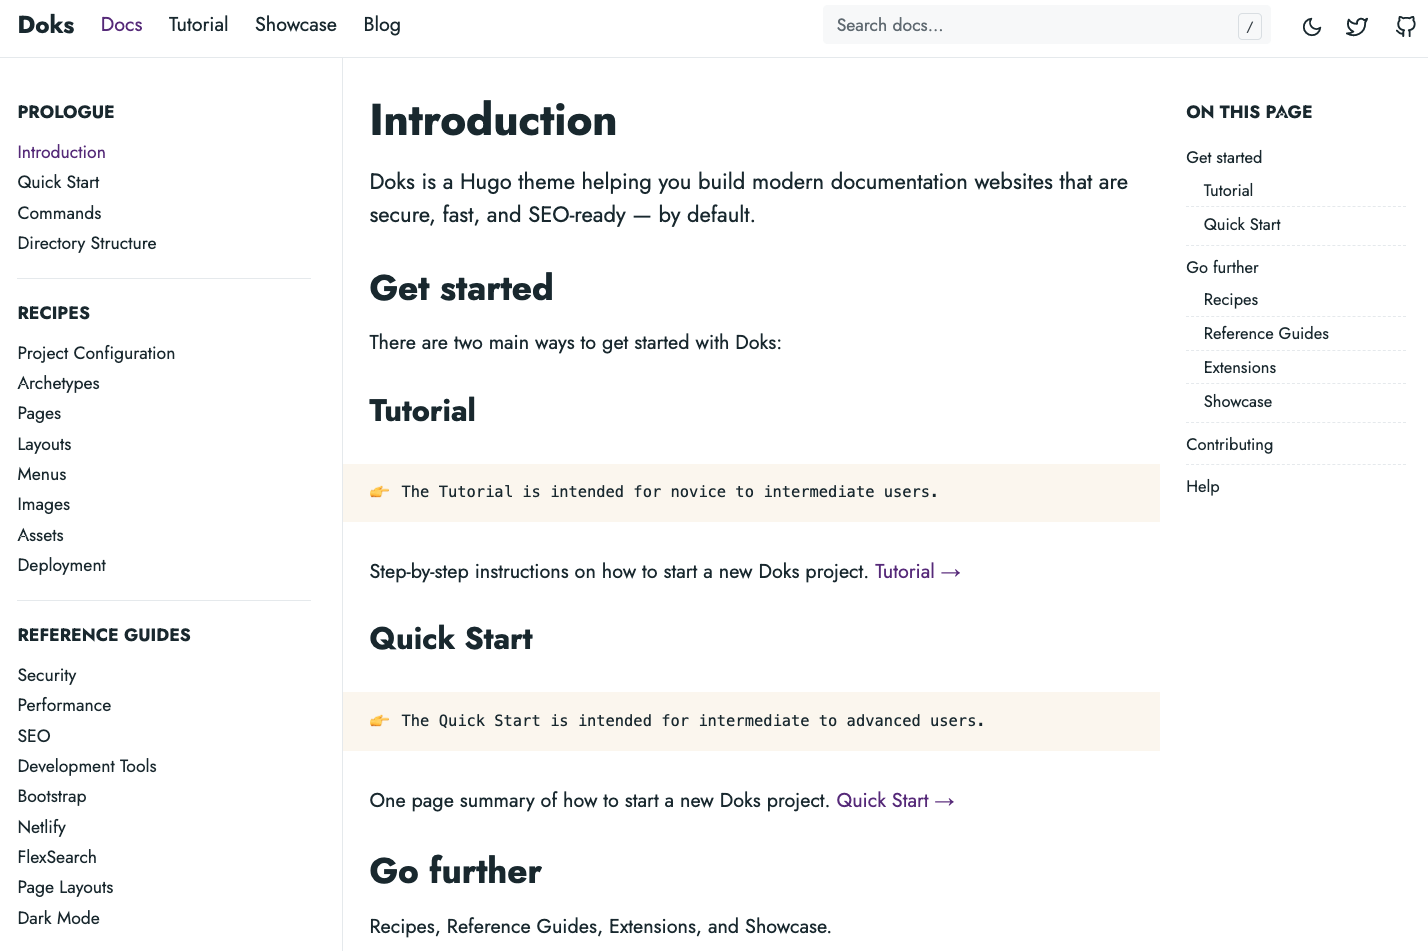 Doks Docs Tutorial Showcase Blog Search docs... /
PROLOGUE
Introduction
Quick Start
Commands
Directory Structure
RECIPES
Project Configuration
Archetypes
Pages
Layouts
Menus
Images
Assets
Deployment
REFERENCE GUIDES
Security
Performance
SEO
Development Tools
Bootstrap
Netlify
FlexSearch
Page Layouts
Dark Mode
Introduction
Doks is a Hugo theme helping you build modern documentation websites that are
secure, fast, and SEO-ready — by default.
Get started
There are two main ways to get started with Doks:
Tutorial
👉 The Tutorial is intended for novice to intermediate users.
Step-by-step instructions on how to start a new Doks project. Tutorial →
Quick Start
👉 The Quick Start is intended for intermediate to advanced users.
One page summary of how to start a new Doks project. Quick Start →
Go further
Recipes, Reference Guides, Extensions, and Showcase.
ON THIS PAGE
Get started
Tutorial
Quick Start
Go further
Recipes
Reference Guides
Extensions
Showcase
Contributing
Help